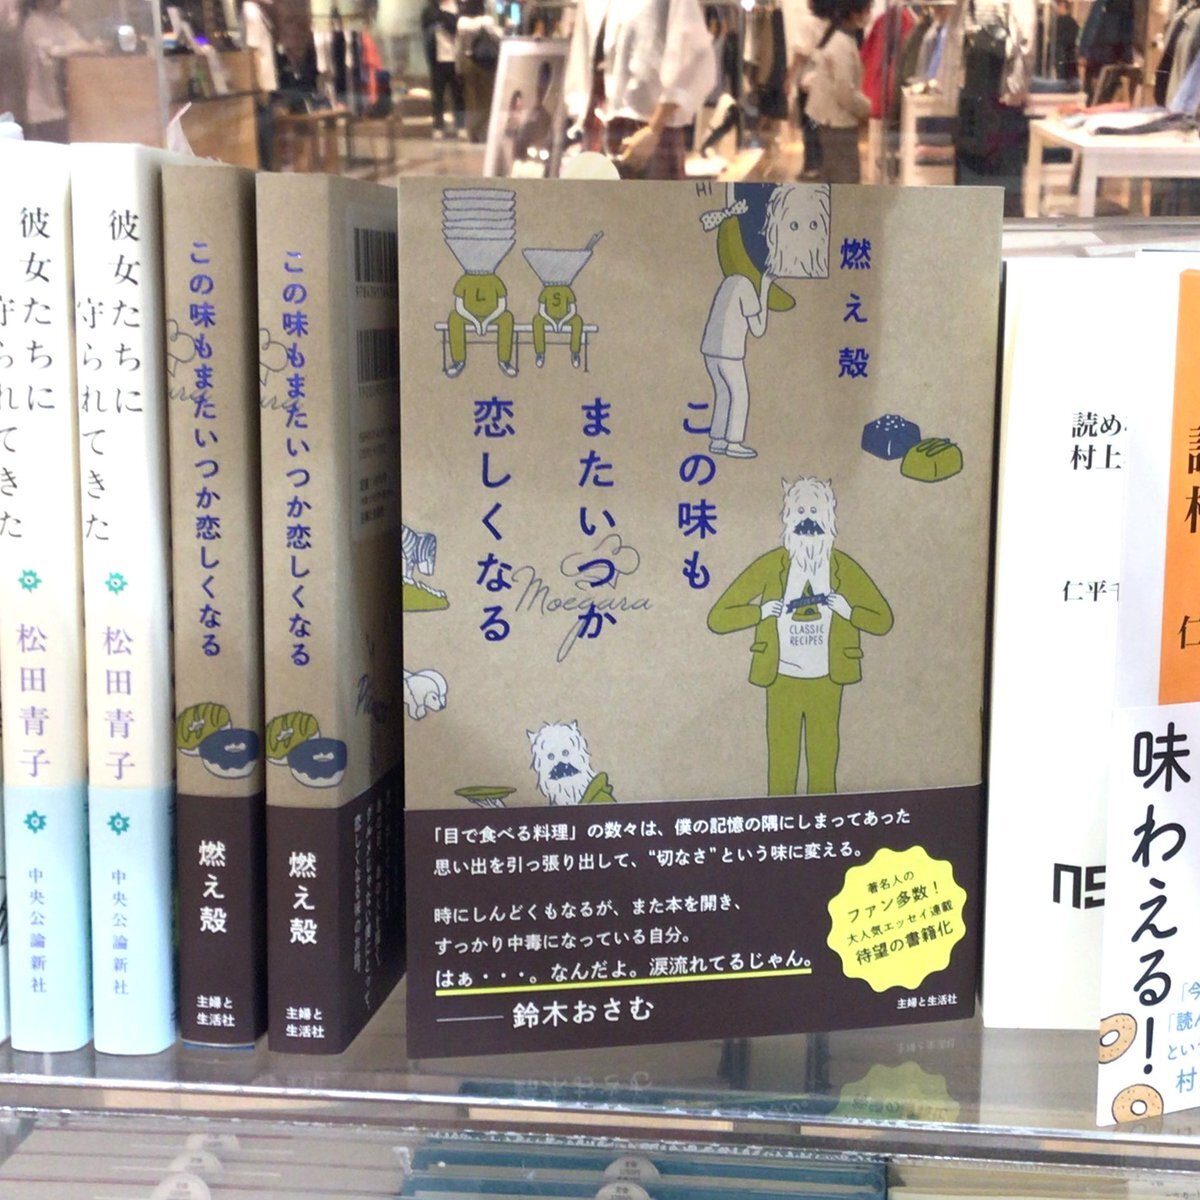 彼女たちに
守られてきた
松田青子
中央公論新社
彼女たちに
守られてきた
松田青子
中央公論新社
この味もまたいつか恋しくなる
燃え殻
主婦と
生活社
この味もまたいつか恋しくなる
燃え殻
主婦と
生活社
HI
L
S
燃え殻
この味も
またいつか
恋しくなる
Moegara
CLASSIC
RECIPES
「目で食べる料理」の数々は、僕の記憶の隅にしまってあった
思い出を引っ張り出して、“切なさ”という味に変える。
時にしんどくもなるが、また本を開き、
すっかり中毒になっている自分。
はぁ・・・。なんだよ。涙流れてるじゃん。
鈴木おさむ
著名人の
ファン多数！
大人気エッセイ連載
待望の書籍化
主婦と生活社
読め
村上
仁平
味わえる！
「今
「読ん
という
村